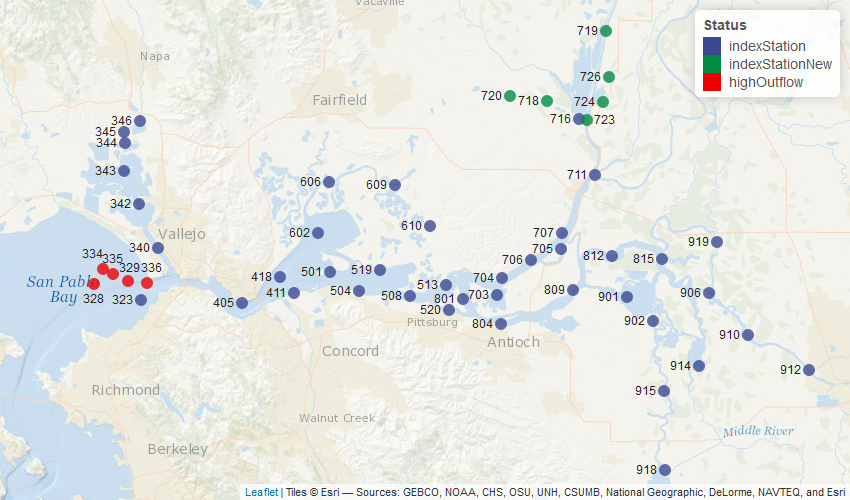 Vacaville
719
Status
indexStation
indexStationNew
highOutflow
Napa
726
720
718
724
Fairfield
716
723
346
345
344
343
711
606
609
342
610
Vallejo
602
707
340
705
919
334
335
812
815
706
329
336
418
501
519
704
San Pablo
Bay
513
328
323
405
411
504
508
801
703
809
901
906
520
Pittsburg
804
902
Antioch
910
Concord
914
912
Richmond
915
Walnut Creek
Middle River
Berkeley
918
Leaflet | Tiles © Esri — Sources: GEBCO, NOAA, CHS, OSU, UNH, CSUMB, National Geographic, DeLorme, NAVTEQ, and Esri